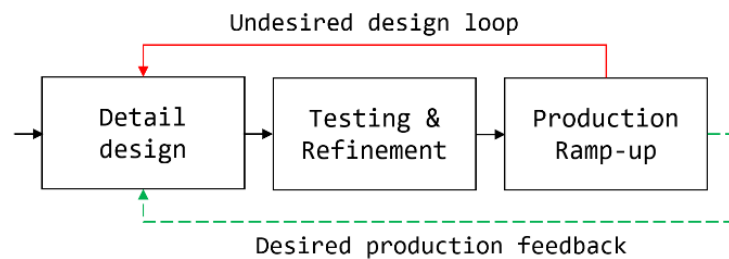 Undesired design loop
Detail
design
Testing &
Refinement
Production
Ramp-up
Desired production feedback